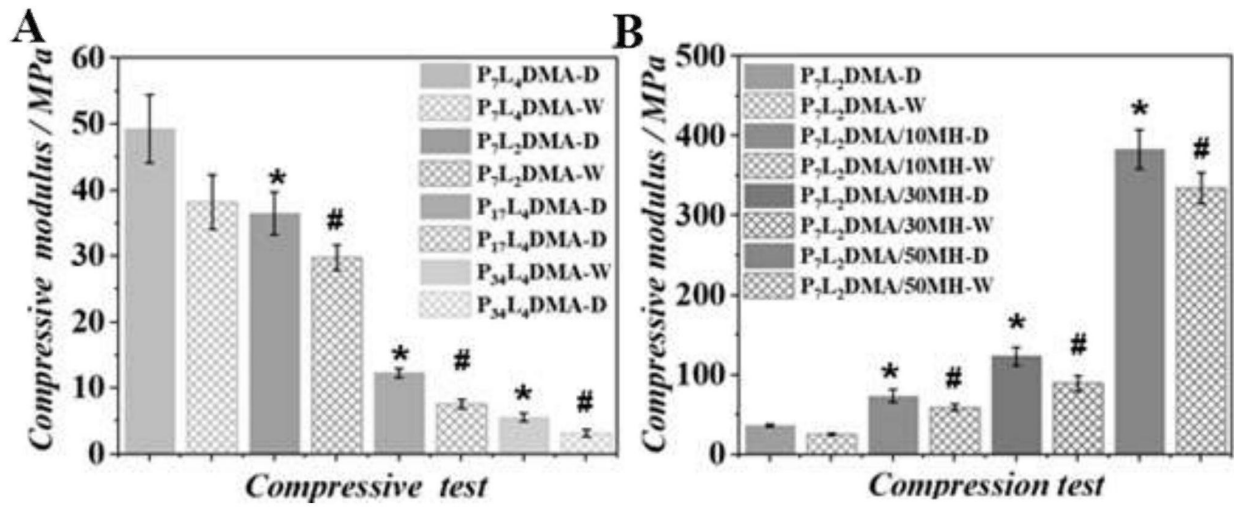 A
Compressive modulus / MPa
60
50
40
30
20
10
0
P₇L₄DMA-D
P₇L₄DMA-W
P₇L₂DMA-D
P₇L₂DMA-W
P₁₇L₄DMA-D
P₁₇L₄DMA-D
P₃₄L₄DMA-W
P₃₄L₄DMA-D
*
#
*
#
*
#
Compressive test
B
Compressive modulus / MPa
500
400
300
200
100
0
P₇L₂DMA-D
P₇L₂DMA-W
P₇L₂DMA/10MH-D
P₇L₂DMA/10MH-W
P₇L₂DMA/30MH-D
P₇L₂DMA/30MH-W
P₇L₂DMA/50MH-D
P₇L₂DMA/50MH-W
*
#
*
#
*
#
Compression test